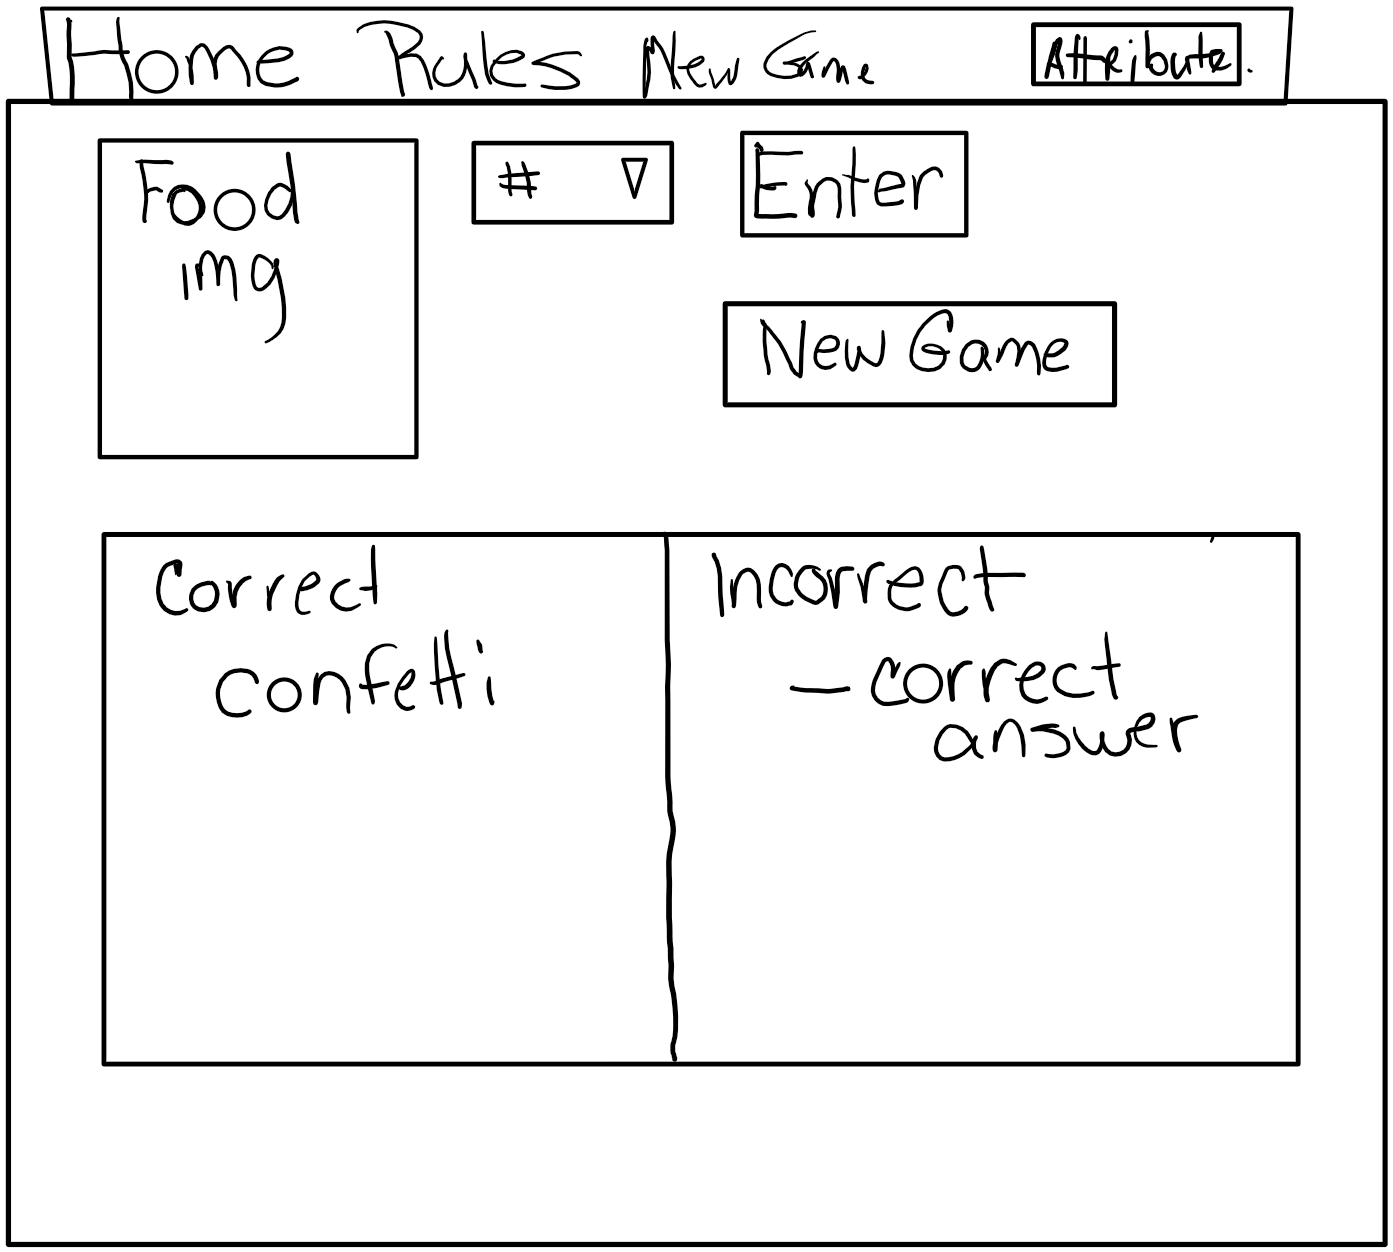 Home Rules New Game Attribute.
Food
img
#
Enter
New Game
Correct
confetti
Incorrect
- correct
answer